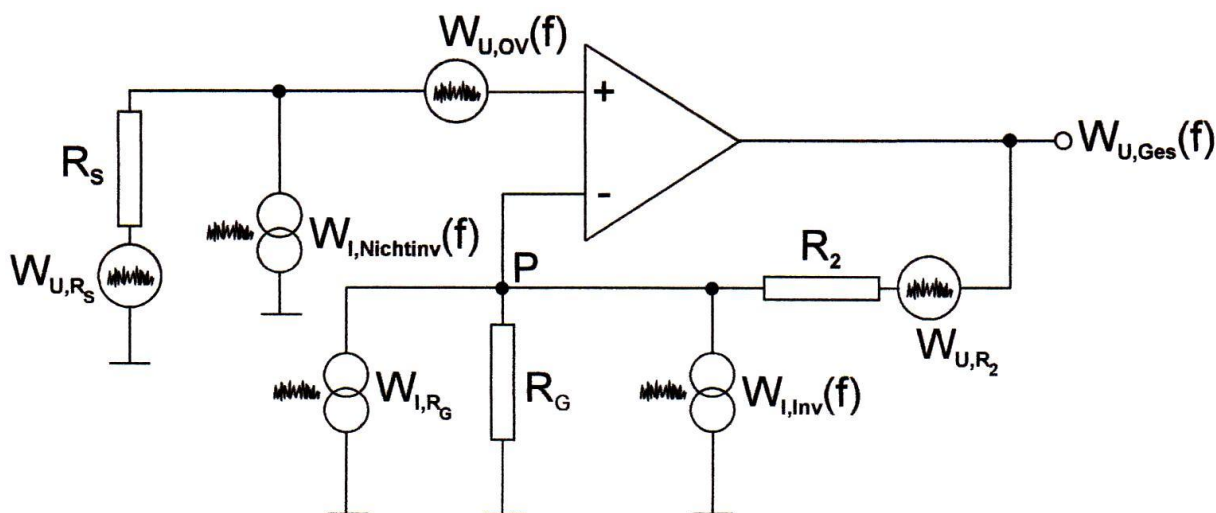 W_U,OV(f)
+
W_U,Ges(f)
R_S
-
W_I,Nichtinv(f)
R_2
W_U,R_S
P
W_U,R_2
W_I,R_G
R_G
W_I,Inv(f)